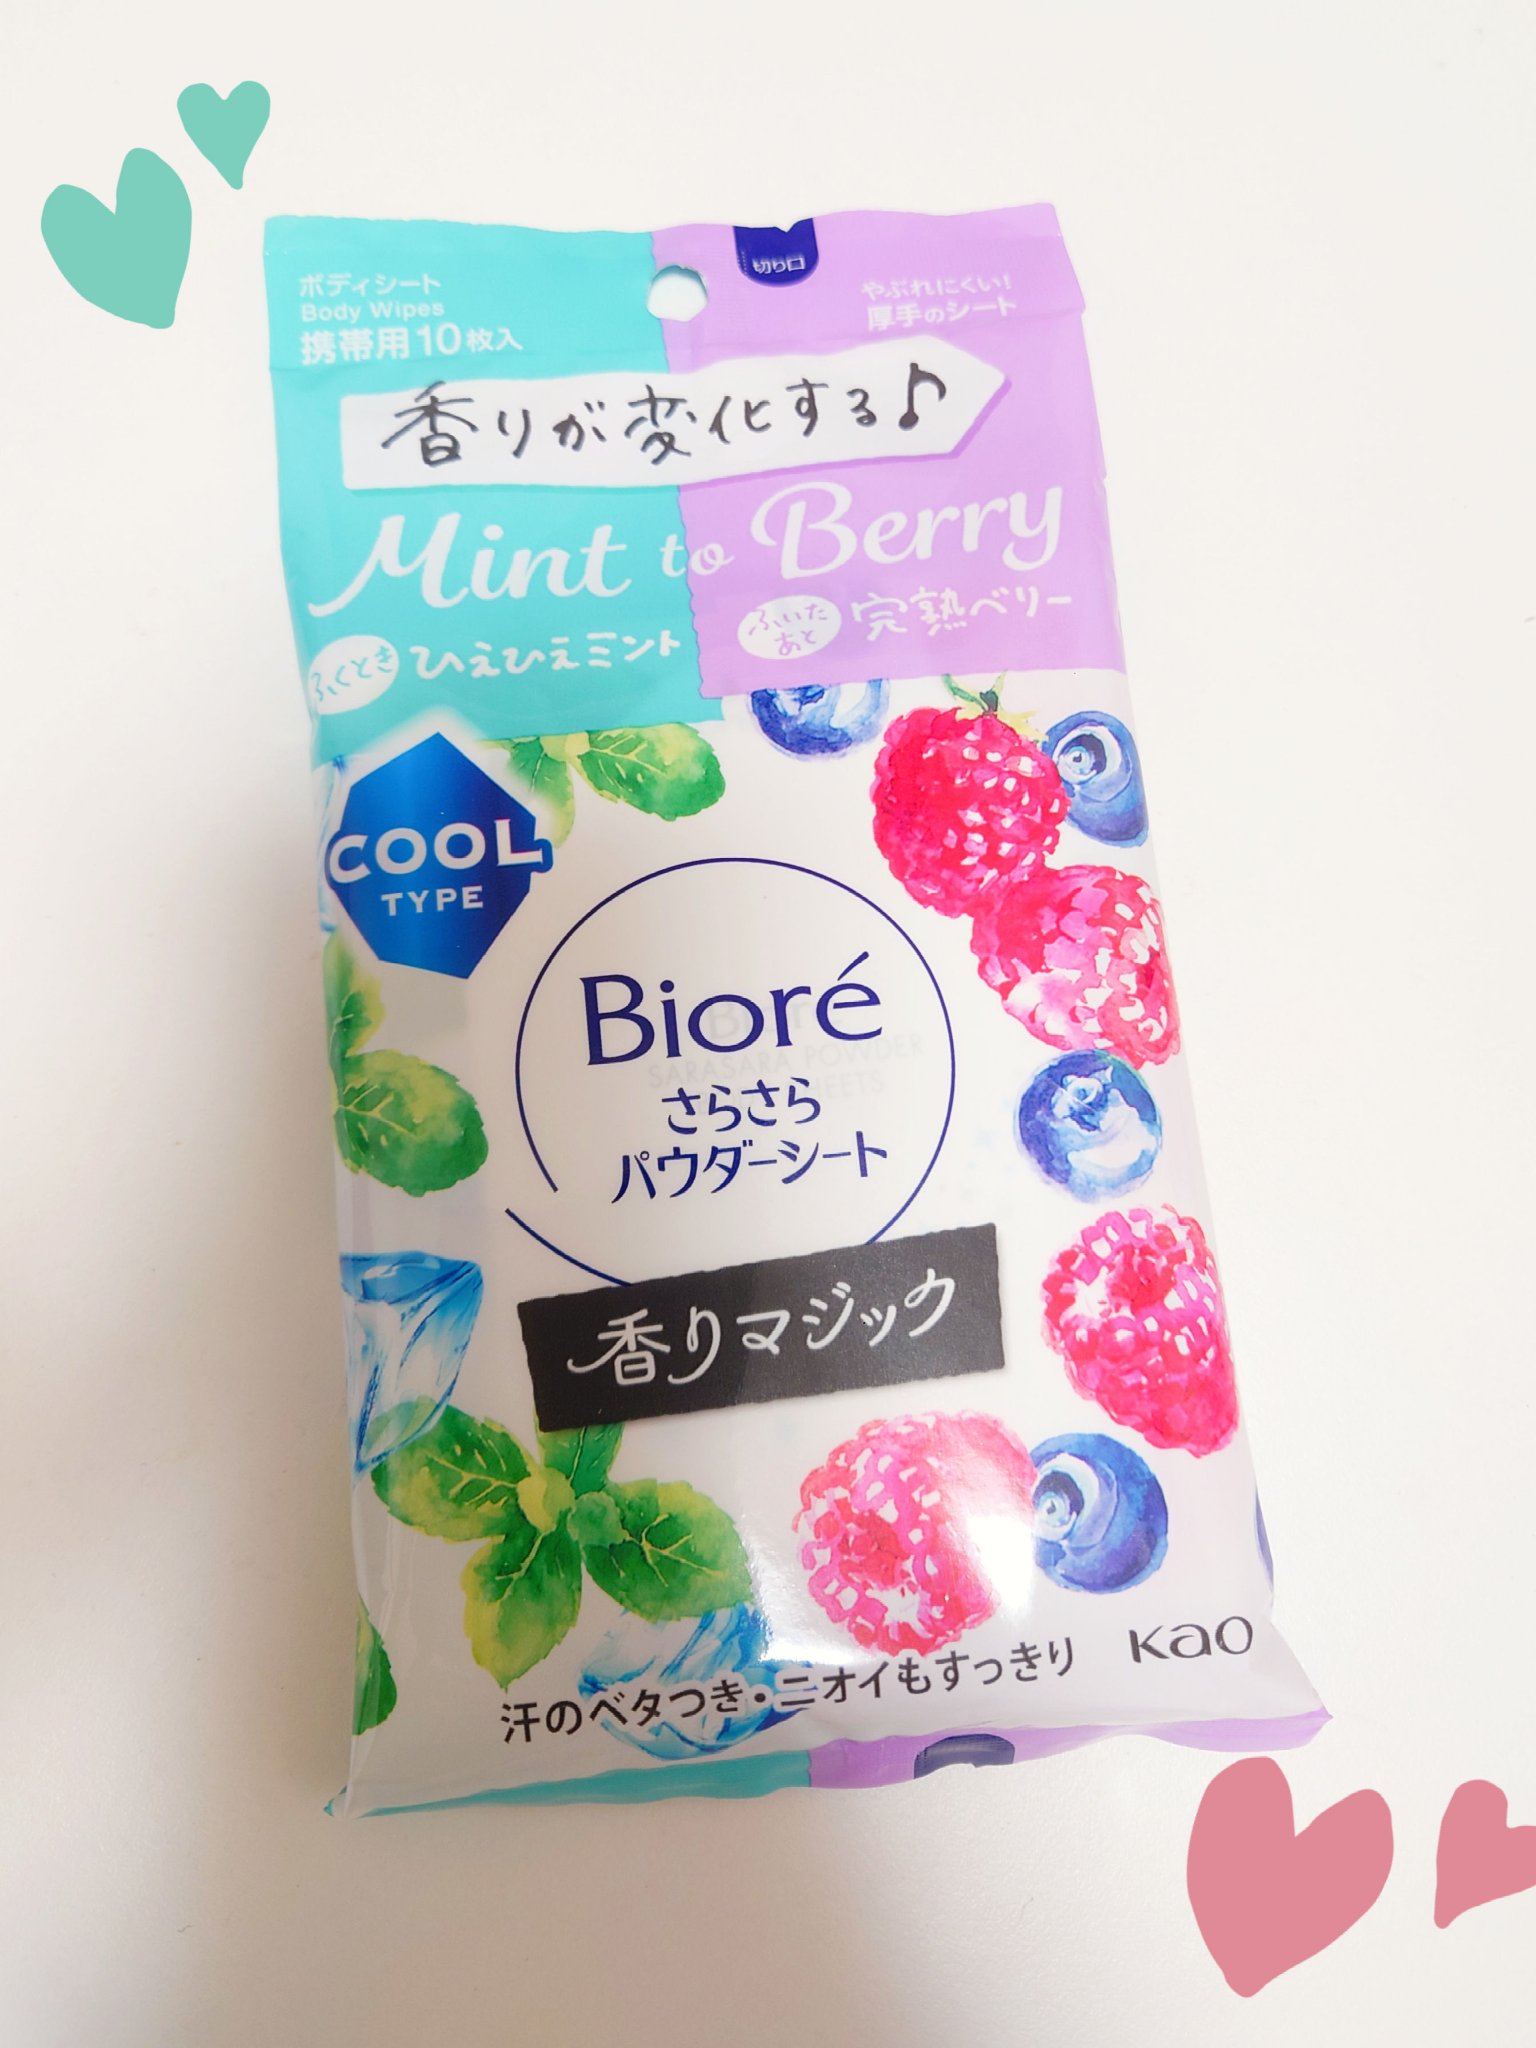 ボディシート
Body Wipes
携帯用10枚入
切り口
やぶれにくい!
厚手のシート
香りが変化する♪
Mint to Berry
ふくとき ひえひえミント
ふいたあと 完熟ベリー
COOL
TYPE
Bioré
SARASARA POWDER
さらさら
パウダーシート
香りマジック
汗のベタつき・ニオイもすっきり
Kao